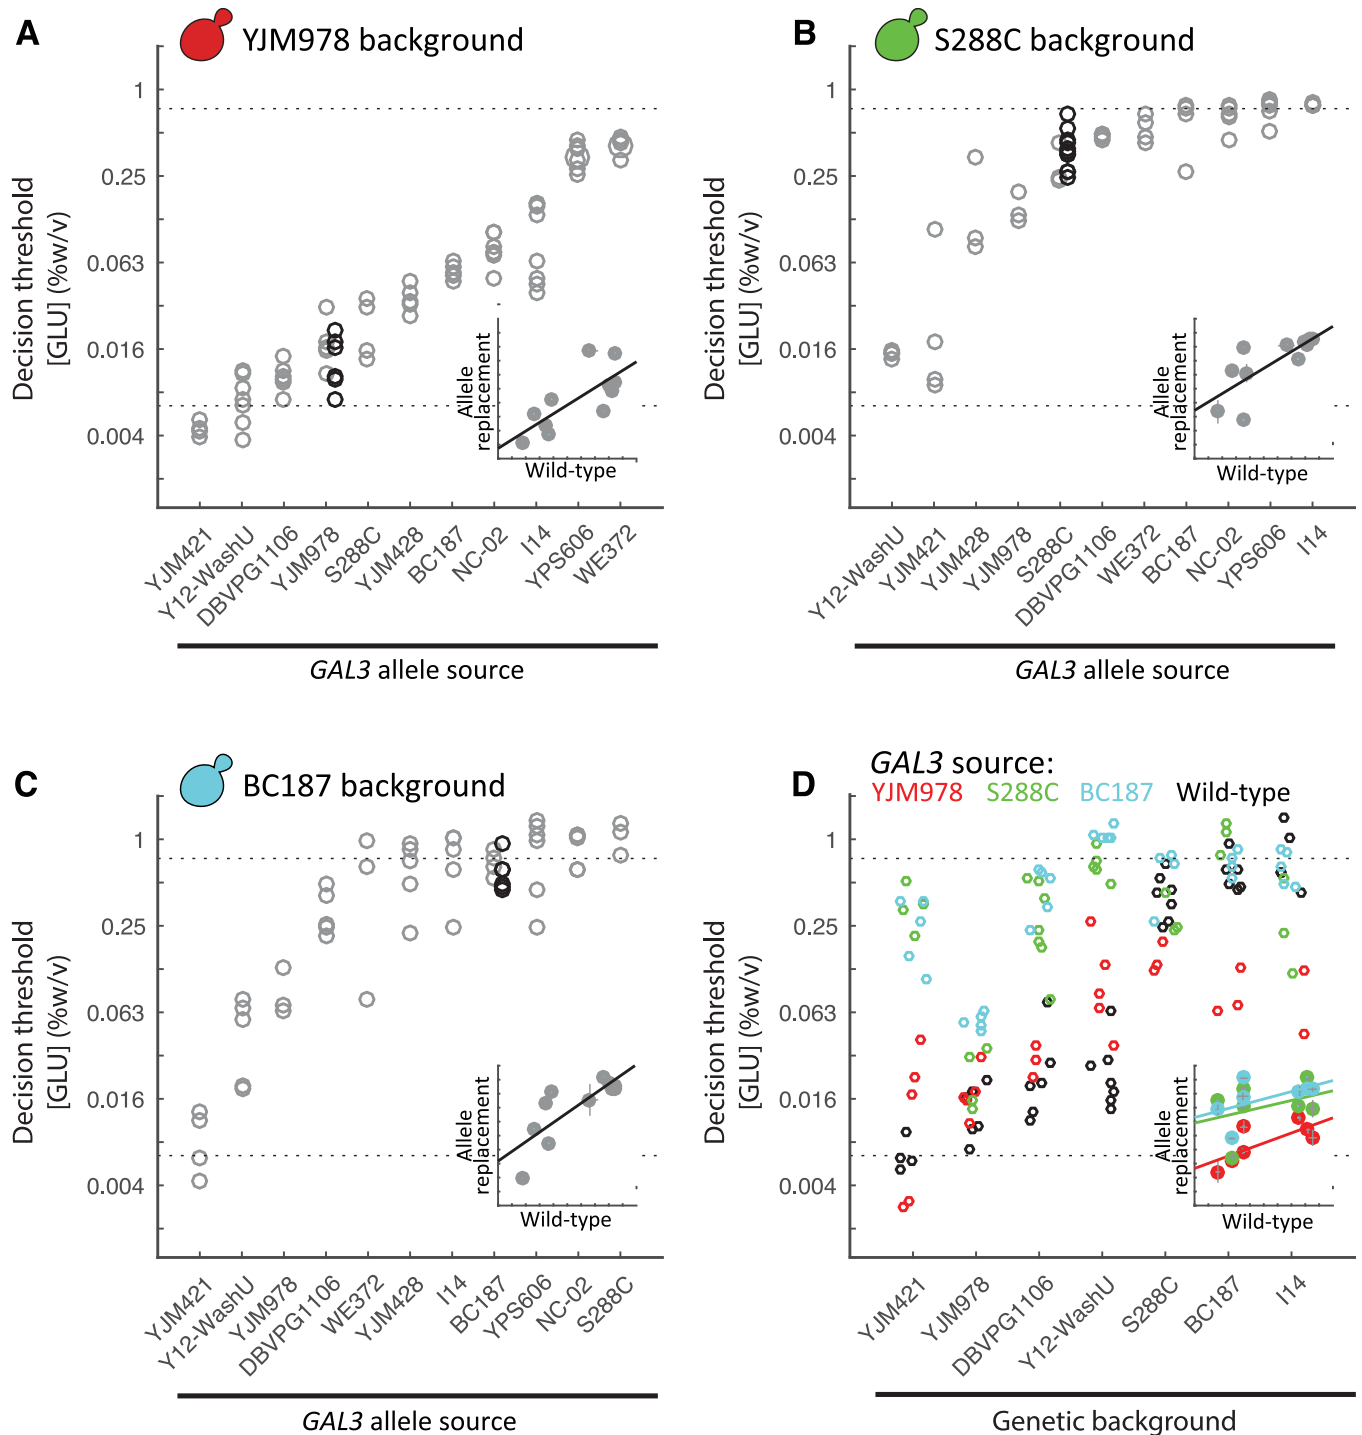 A
YJM978 background
Decision threshold
[GLU] (%w/v)
1
0.25
0.063
0.016
0.004
Allele
replacement
Wild-type
YJM421
Y12-WashU
DBVPG1106
YJM978
S288C
YJM428
BC187
NC-02
I14
YPS606
WE372
GAL3 allele source
B
S288C background
Decision threshold
[GLU] (%w/v)
1
0.25
0.063
0.016
0.004
Allele
replacement
Wild-type
Y12-WashU
YJM421
YJM428
YJM978
S288C
DBVPG1106
WE372
BC187
NC-02
YPS606
I14
GAL3 allele source
C
BC187 background
Decision threshold
[GLU] (%w/v)
1
0.25
0.063
0.016
0.004
Allele
replacement
Wild-type
YJM421
Y12-WashU
YJM978
DBVPG1106
WE372
YJM428
I14
BC187
YPS606
NC-02
S288C
GAL3 allele source
D
GAL3 source:
YJM978 S288C BC187 Wild-type
Decision threshold
[GLU] (%w/v)
1
0.25
0.063
0.016
0.004
Allele
replacement
Wild-type
YJM421
YJM978
DBVPG1106
Y12-WashU
S288C
BC187
I14
Genetic background